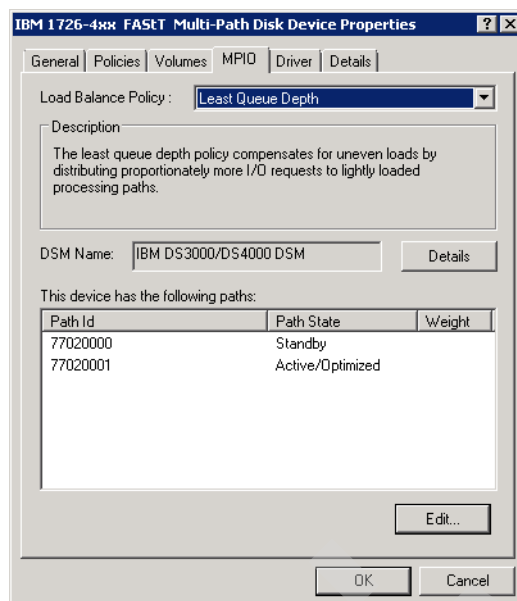 IBM 1726-4xx FAStT Multi-Path Disk Device Properties
General Policies Volumes MPIO Driver Details
Load Balance Policy : Least Queue Depth
Description
The least queue depth policy compensates for uneven loads by
distributing proportionately more I/O requests to lightly loaded
processing paths.
DSM Name: IBM DS3000/DS4000 DSM Details
This device has the following paths:
Path Id Path State Weight
77020000 Standby
77020001 Active/Optimized
Edit...
OK Cancel